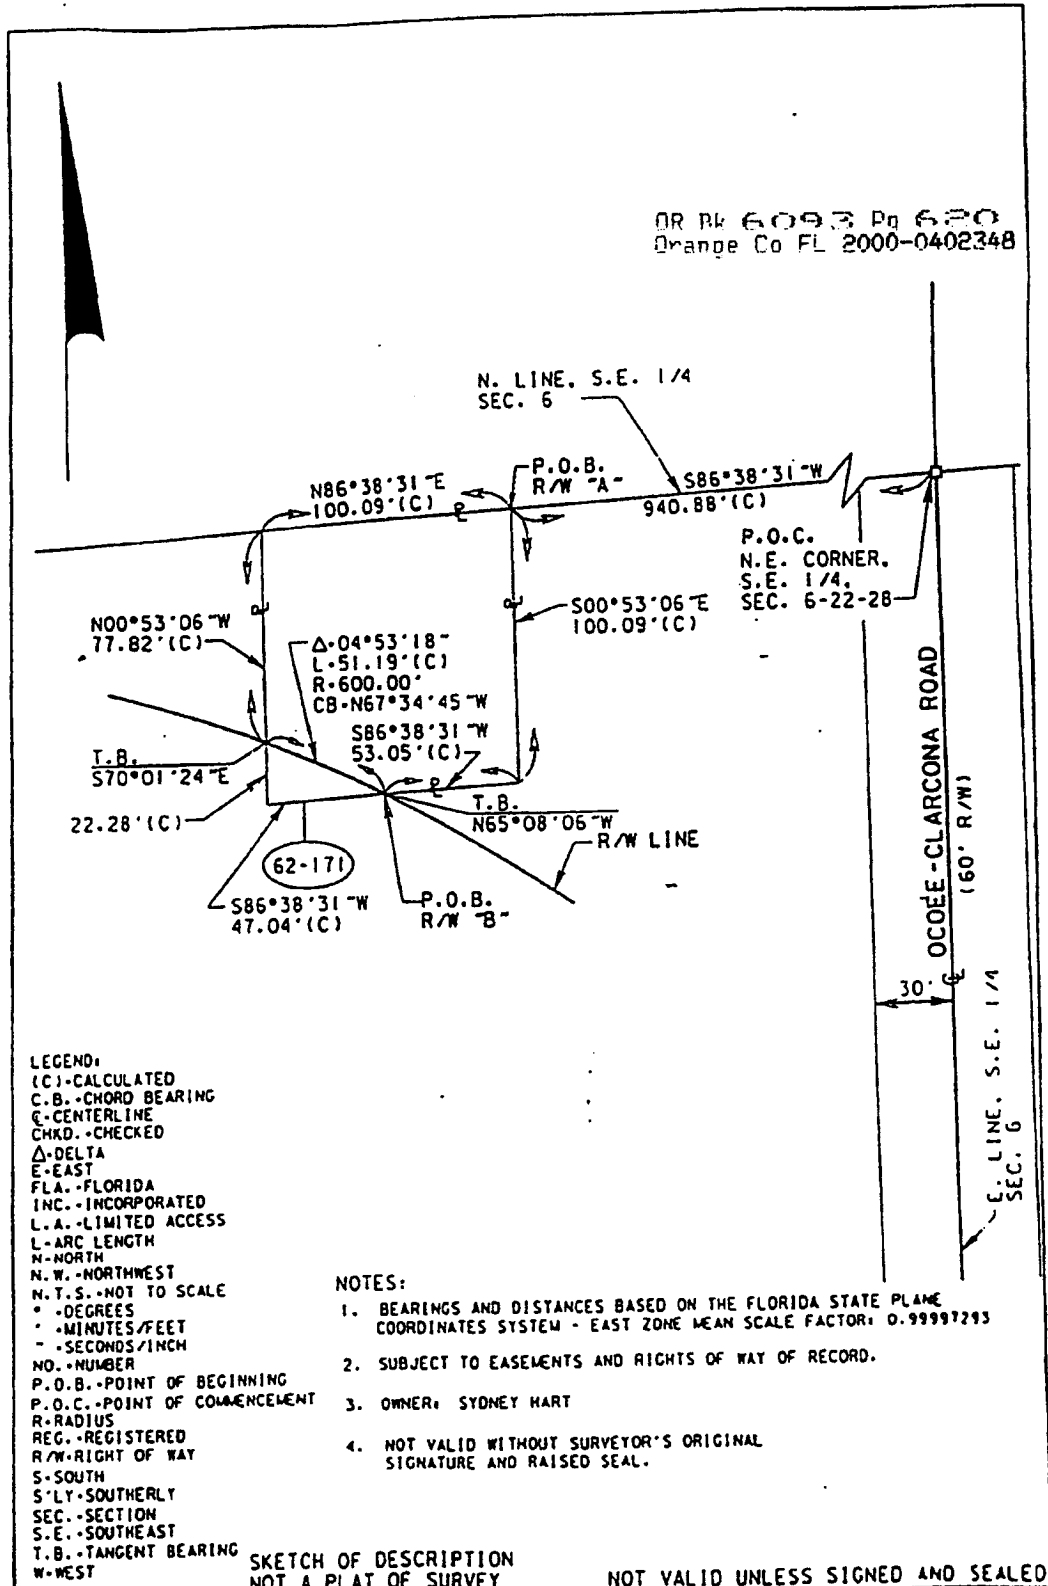 OR Bk 6093 Pg 620
Orange Co FL 2000-0402348
N. LINE, S.E. 1/4
SEC. 6
N86°38'31"E
100.09'(C)
P.O.B.
R/W "A"
S86°38'31"W
940.88'(C)
P.O.C.
N.E. CORNER,
S.E. 1/4,
SEC. 6-22-28
N00°53'06"W
77.82'(C)
S00°53'06"E
100.09'(C)
Δ=04°53'18"
L=51.19'(C)
R=600.00'
CB=N67°34'45"W
S86°38'31"W
53.05'(C)
T.B.
S70°01'24"E
T.B.
N65°08'06"W
22.28'(C)
R/W LINE
62-171
S86°38'31"W
47.04'(C)
P.O.B.
R/W "B"
OCOEE-CLARCONA ROAD
(60' R/W)
30'
E. LINE, S.E. 1/4
SEC. 6
LEGEND:
(C)=CALCULATED
C.B.=CHORD BEARING
℄=CENTERLINE
CHKD.=CHECKED
Δ=DELTA
E=EAST
FLA.=FLORIDA
INC.=INCORPORATED
L.A.=LIMITED ACCESS
L=ARC LENGTH
N=NORTH
N.W.=NORTHWEST
N.T.S.=NOT TO SCALE
°=DEGREES
'=MINUTES/FEET
"=SECONDS/INCH
NO.=NUMBER
P.O.B.=POINT OF BEGINNING
P.O.C.=POINT OF COMMENCEMENT
R=RADIUS
REG.=REGISTERED
R/W=RIGHT OF WAY
S=SOUTH
S'LY=SOUTHERLY
SEC.=SECTION
S.E.=SOUTHEAST
T.B.=TANGENT BEARING
W=WEST
NOTES:
1. BEARINGS AND DISTANCES BASED ON THE FLORIDA STATE PLANE
COORDINATES SYSTEM - EAST ZONE MEAN SCALE FACTOR: 0.99997293
2. SUBJECT TO EASEMENTS AND RIGHTS OF WAY OF RECORD.
3. OWNER: SYDNEY HART
4. NOT VALID WITHOUT SURVEYOR'S ORIGINAL
SIGNATURE AND RAISED SEAL.
SKETCH OF DESCRIPTION
NOT A PLAT OF SURVEY
NOT VALID UNLESS SIGNED AND SEALED